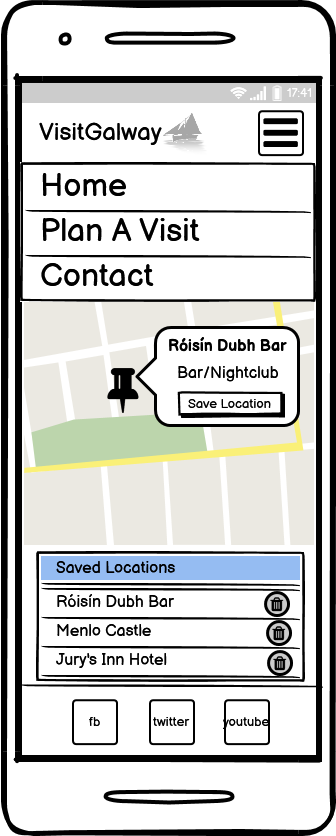 17:41
VisitGalway
Home
Plan A Visit
Contact
Róisín Dubh Bar
Bar/Nightclub
Save Location
Saved Locations
Róisín Dubh Bar
Menlo Castle
Jury's Inn Hotel
fb
twitter
youtube